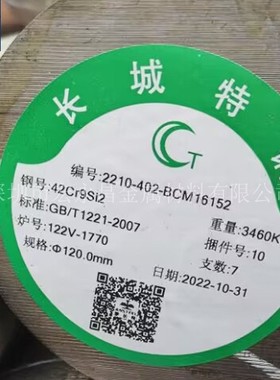 长城特
CT
编号:2210-402-BCM16152
钢号:42Cr9Si2
重量:3460K
标准:GB/T1221-2007
捆件号:10
炉号:122V-1770
支数:7
规格:Φ120.0mm
日期:2022-10-31